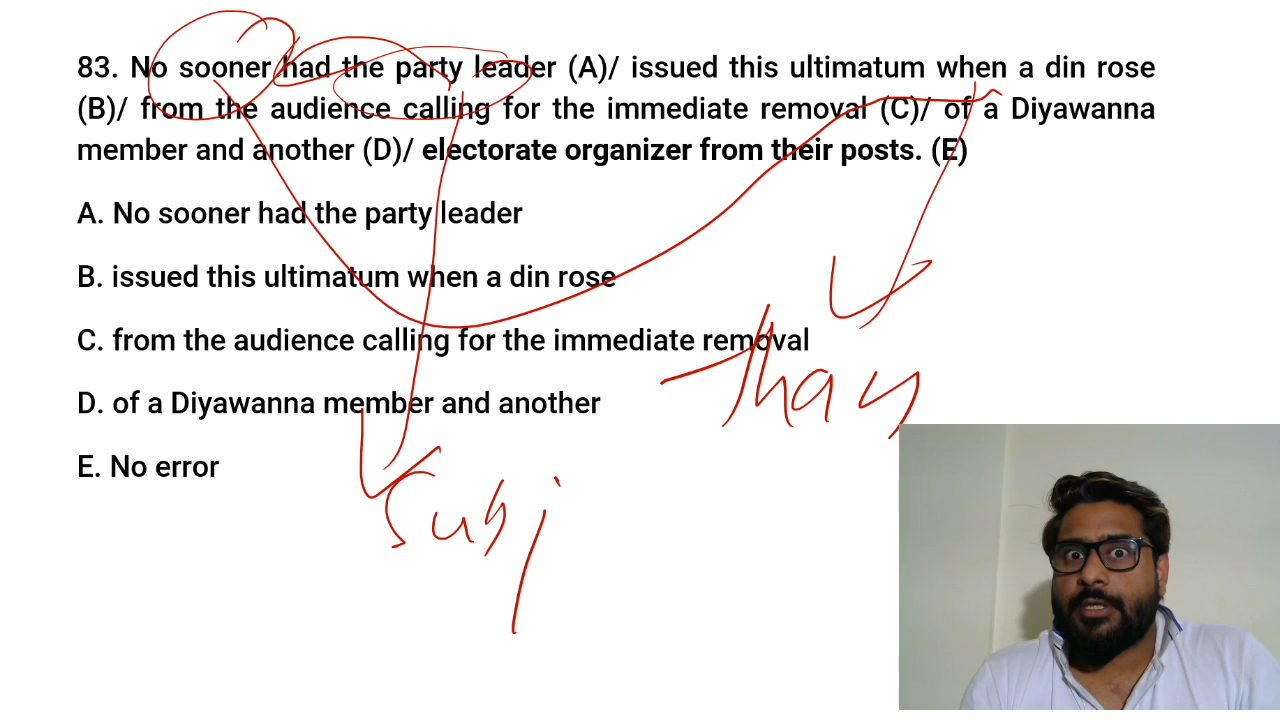 83. No sooner had the party leader (A)/ issued this ultimatum when a din rose
(B)/ from the audience calling for the immediate removal (C)/ of a Diyawanna
member and another (D)/ electorate organizer from their posts. (E)
A. No sooner had the party leader
B. issued this ultimatum when a din rose
C. from the audience calling for the immediate removal
than
D. of a Diyawanna member and another
E. No error
Subj